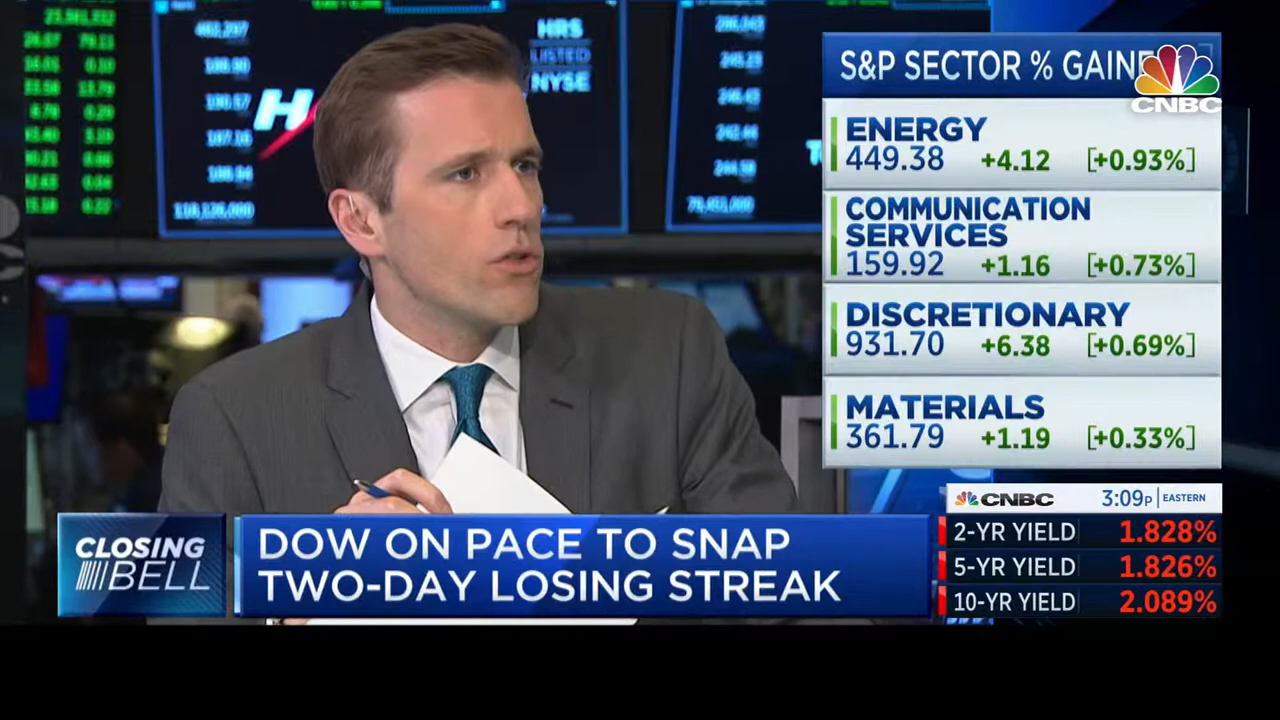 HRS
LISTED
NYSE
S&P SECTOR % GAINE
CNBC
ENERGY
449.38 +4.12 [+0.93%]
COMMUNICATION
SERVICES
159.92 +1.16 [+0.73%]
DISCRETIONARY
931.70 +6.38 [+0.69%]
MATERIALS
361.79 +1.19 [+0.33%]
CNBC 3:09P EASTERN
2-YR YIELD 1.828%
5-YR YIELD 1.826%
10-YR YIELD 2.089%
CLOSING
BELL
DOW ON PACE TO SNAP
TWO-DAY LOSING STREAK